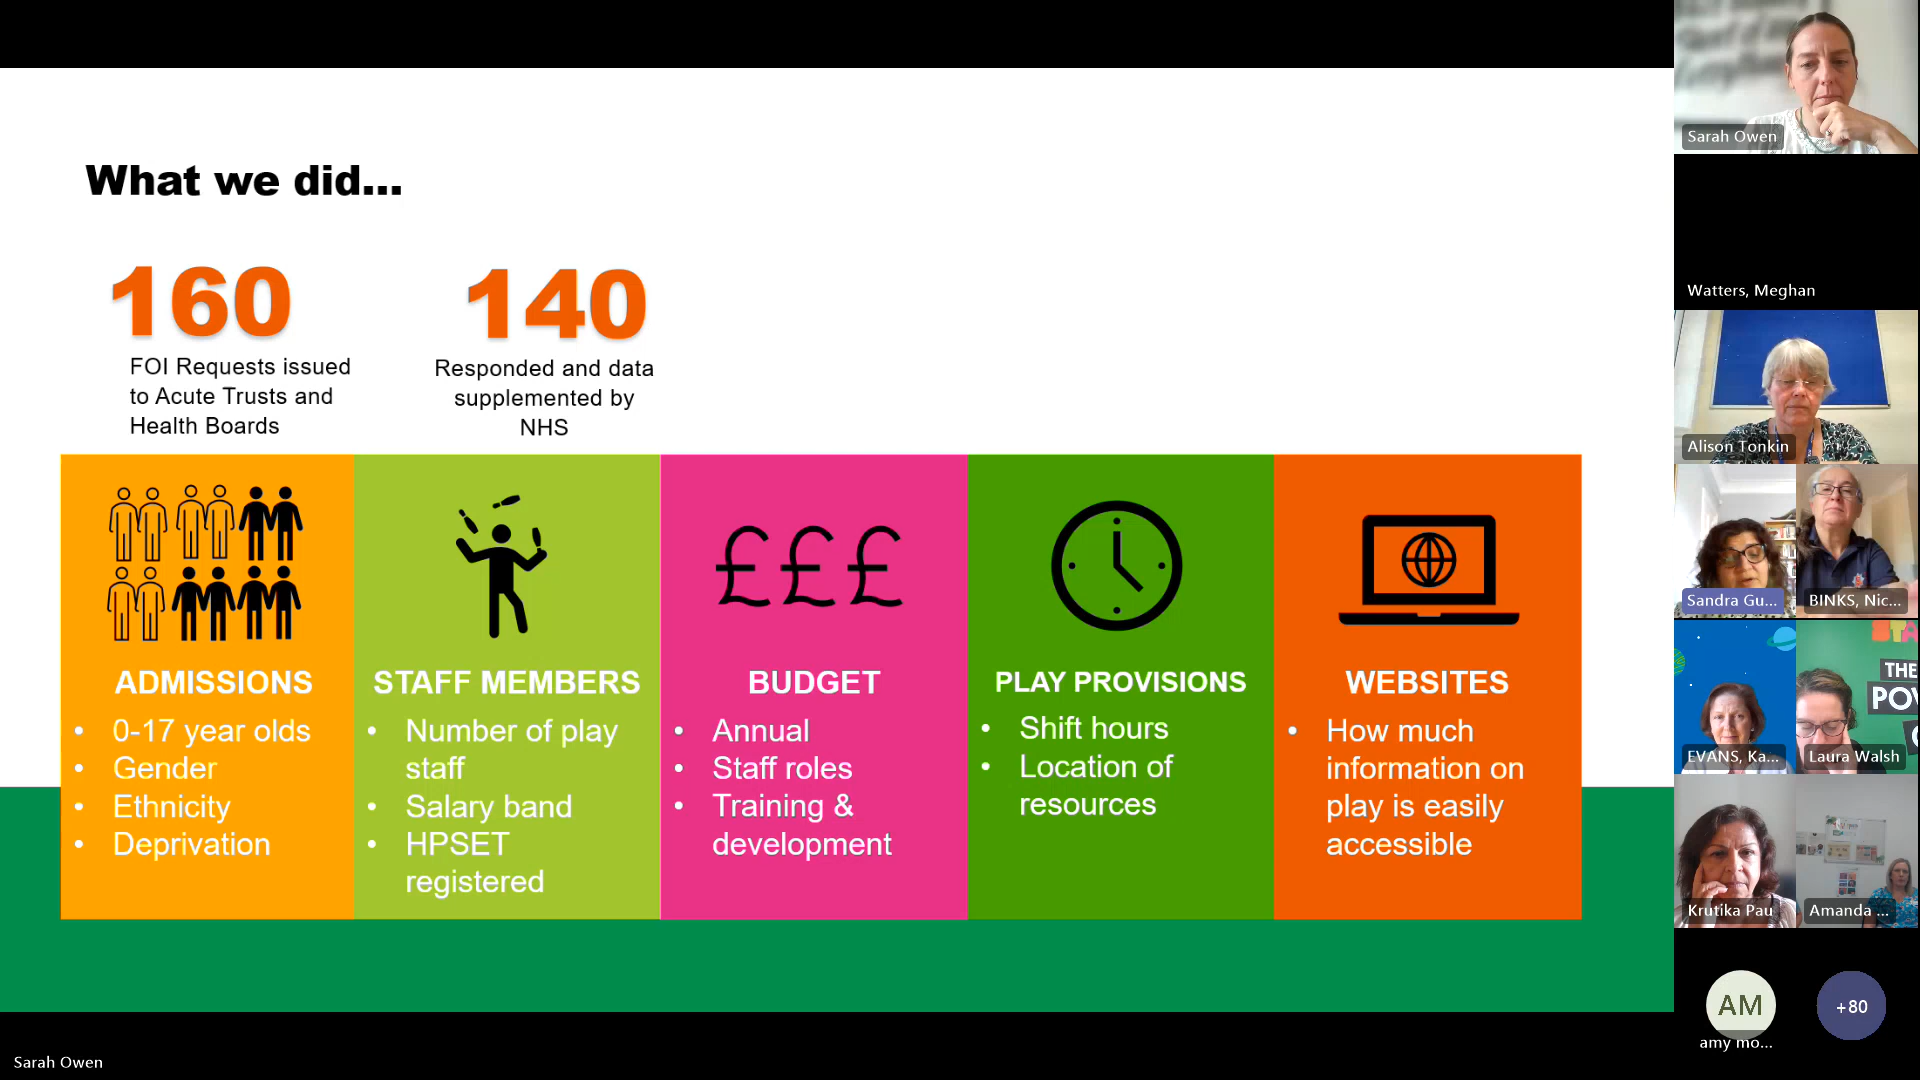 What we did...
160
FOI Requests issued
to Acute Trusts and
Health Boards
140
Responded and data
supplemented by
NHS
ADMISSIONS
• 0-17 year olds
• Gender
• Ethnicity
• Deprivation
STAFF MEMBERS
• Number of play
staff
• Salary band
• HPSET
registered
£££
BUDGET
• Annual
• Staff roles
• Training &
development
PLAY PROVISIONS
• Shift hours
• Location of
resources
WEBSITES
• How much
information on
play is easily
accessible
Sarah Owen
Watters, Meghan
Alison Tonkin
Sandra Gu...
BINKS, Nic...
EVANS, Ka...
THE
Laura Walsh
Krutika Pau
Amanda ...
AM
amy mo...
+80
Sarah Owen